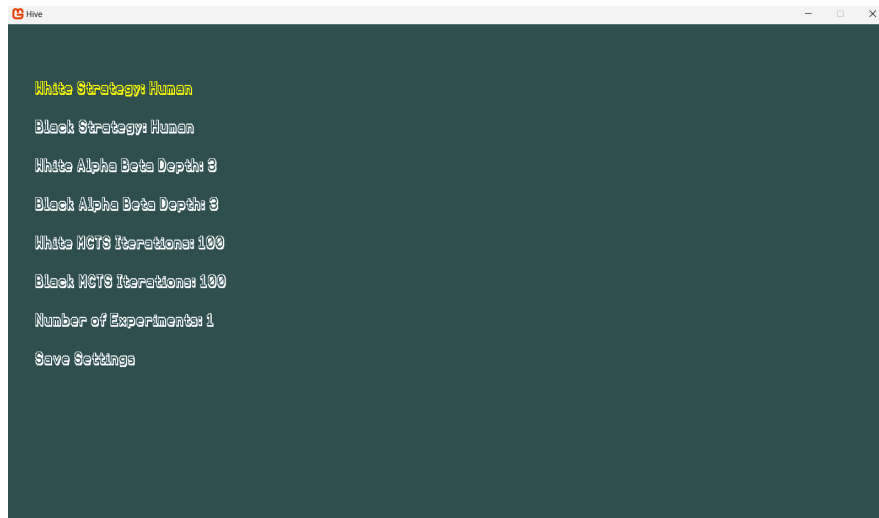 Hive
White Strategy: Human
Black Strategy: Human
White Alpha Beta Depth: 3
Black Alpha Beta Depth: 3
White MCTS Iterations: 100
Black MCTS Iterations: 100
Number of Experiments: 1
Save Settings